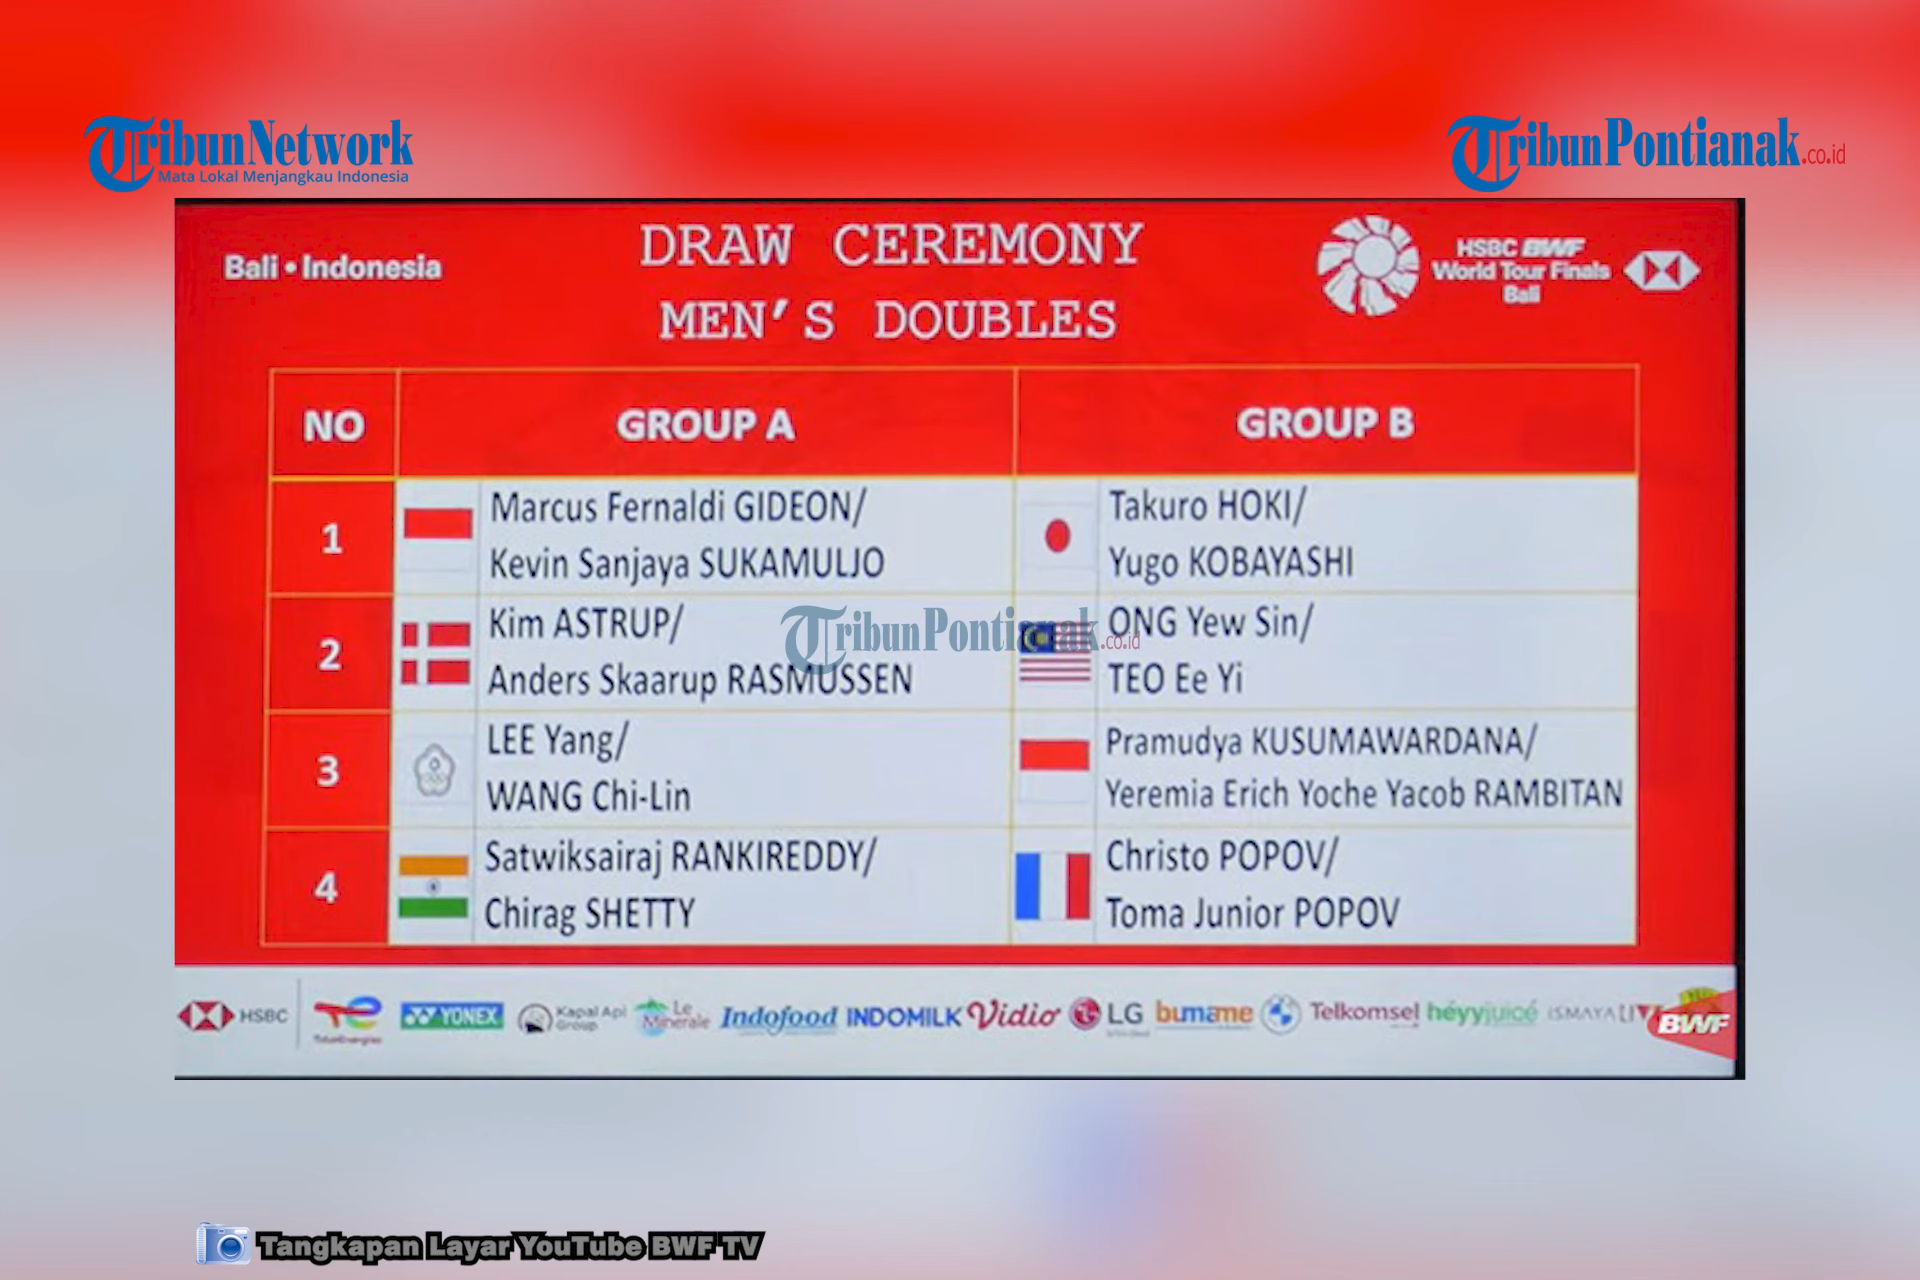 TribunNetwork
Mata Lokal Menjangkau Indonesia
TribunPontianak.co.id
Bali • Indonesia
DRAW CEREMONY
MEN'S DOUBLES
HSBC BWF
World Tour Finals
Bali
NO
GROUP A
GROUP B
1
Marcus Fernaldi GIDEON/
Kevin Sanjaya SUKAMULJO
Takuro HOKI/
Yugo KOBAYASHI
2
Kim ASTRUP/
Anders Skaarup RASMUSSEN
ONG Yew Sin/
TEO Ee Yi
TribunPontianak.co.id
3
LEE Yang/
WANG Chi-Lin
Pramudya KUSUMAWARDANA/
Yeremia Erich Yoche Yacob RAMBITAN
4
Satwiksairaj RANKIREDDY/
Chirag SHETTY
Christo POPOV/
Toma Junior POPOV
HSBC
TotalEnergies
YONEX
Kapal Api
Group
Le
Minerale
Indofood
INDOMILK
Vidio
LG
bumame
Telkomsel
héyyjuicé
ISMAYA LIVE
BWF
Tangkapan Layar YouTube BWF TV